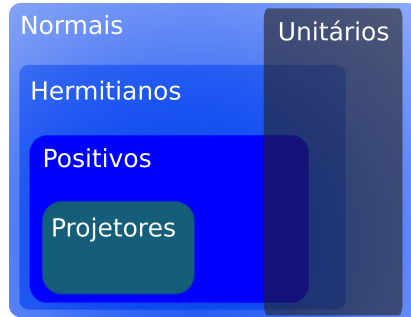 Normais
Unitários
Hermitianos
Positivos
Projetores